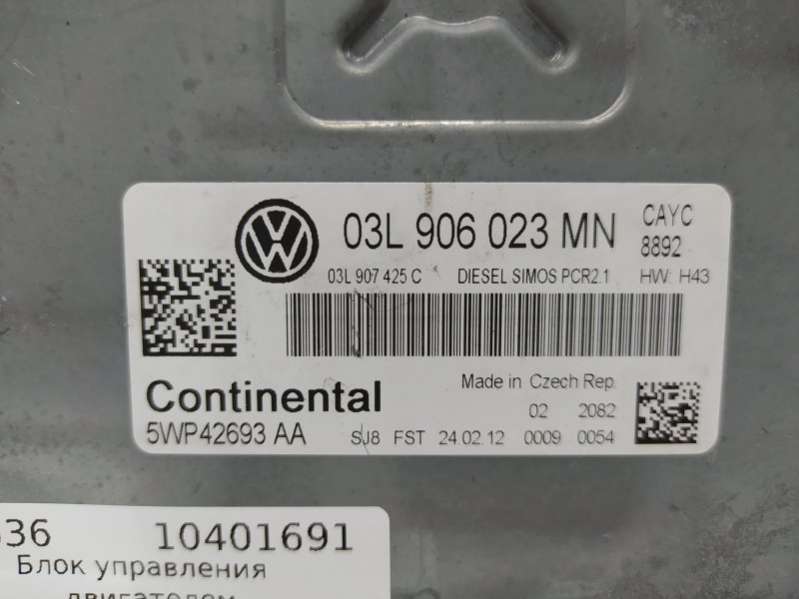 03L 906 023 MN CAYC
8892
03L 907 425 C DIESEL SIMOS PCR2.1 HW: H43
Continental Made in Czech Rep.
02 2082
5WP42693 AA SJ8 FST 24.02.12 0009 0054
36 10401691
Блок управления
двигателем